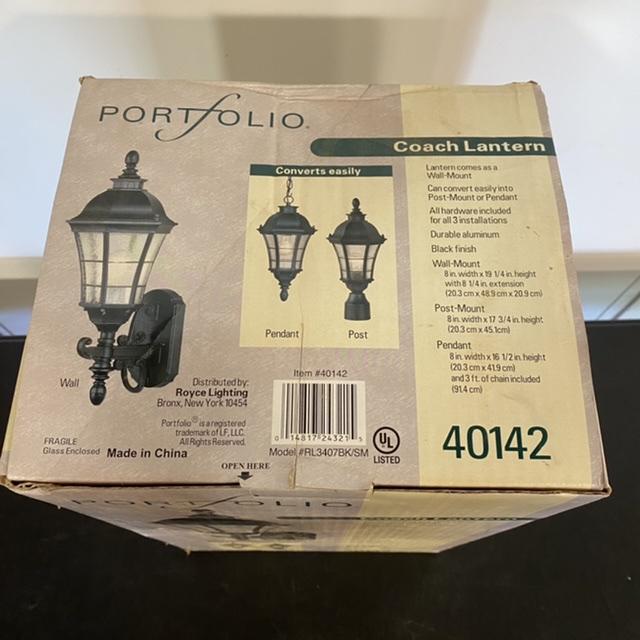 PORTFOLIO®
Coach Lantern
Converts easily
Pendant
Post
Wall
Lantern comes as a
Wall-Mount
Can convert easily into
Post-Mount or Pendant
All hardware included
for all 3 installations
Durable aluminum
Black finish
Wall-Mount
8 in. width x 19 1/4 in. height
with 8 1/4 in. extension
(20.3 cm x 48.9 cm x 20.9 cm)
Post-Mount
8 in. width x 17 3/4 in. height
(20.3 cm x 45.1cm)
Pendant
8 in. width x 16 1/2 in. height
(20.3 cm x 41.9 cm)
and 3 ft. of chain included
(91.4 cm)
Distributed by:
Royce Lighting
Bronx, New York 10454
Portfolio® is a registered
trademark of LF, LLC.
All Rights Reserved.
FRAGILE
Glass Enclosed
Made in China
Item #40142
0 14817 24321 5
Model #RL3407BK/SM
UL
LISTED
40142
OPEN HERE
PORTFOLIO
Coach Lantern